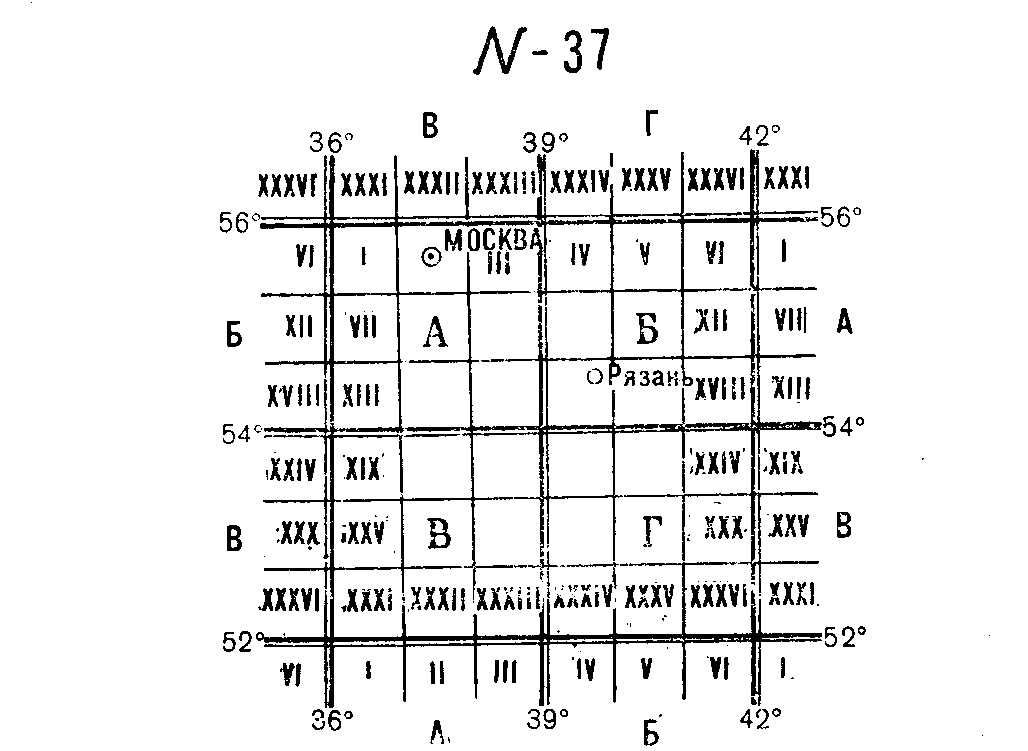 N-37
В Г
36° 39° 42°
XXXVI XXXI XXXII XXXIII XXXIV XXXV XXXVI XXXI
56° 56°
МОСКВА
VI I III IV V VI I
Б XII VII А Б XII VII А
Рязань
XVIII XIII XVIII XIII
54° 54°
XXIV XIX XXIV XIX
В XXX XXV В Г XXX XXV В
XXXVI XXXI XXXII XXXIII XXXIV XXXV XXXVI XXXI
52° 52°
VI I II III IV V VI I
36° 39° 42°
А Б